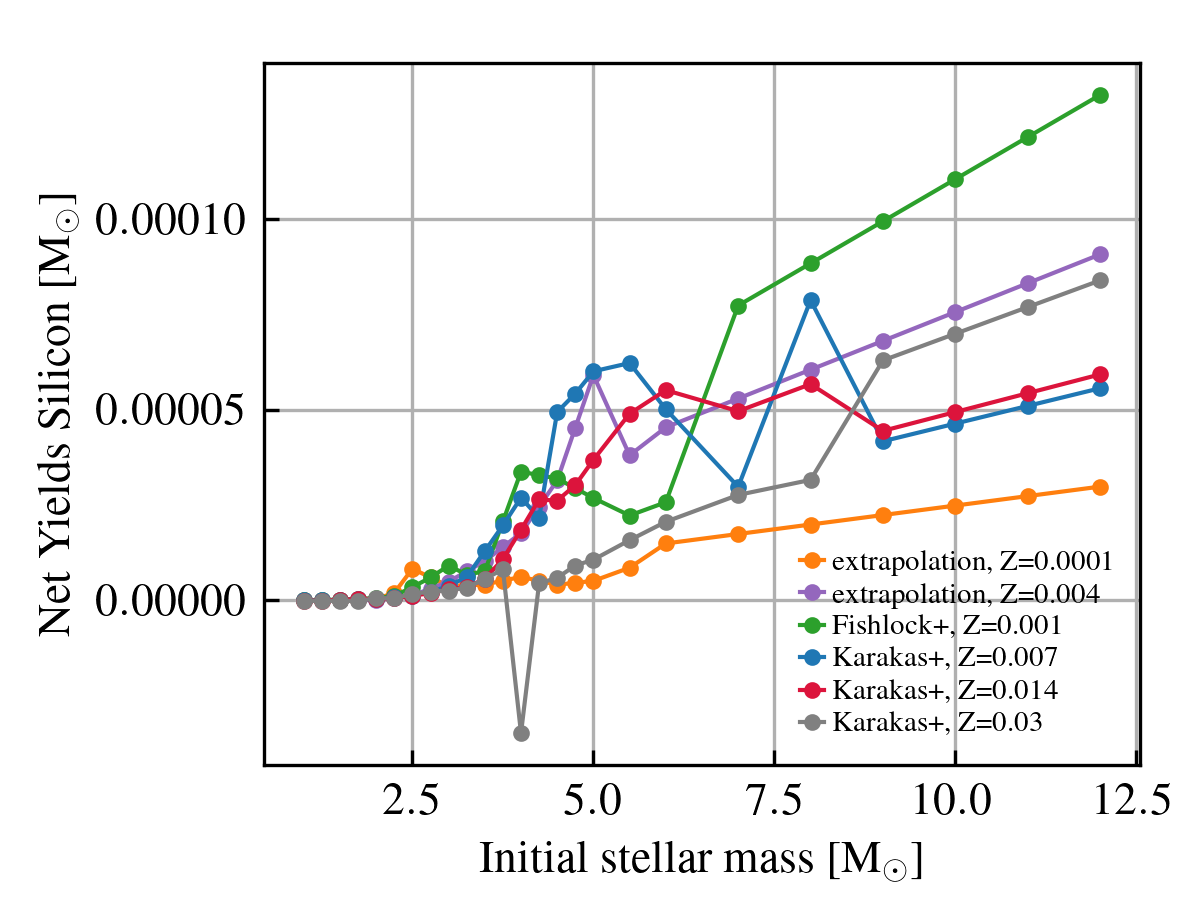 Net Yields Silicon [M⊙]
0.00010
0.00005
0.00000
extrapolation, Z=0.0001
extrapolation, Z=0.004
Fishlock+, Z=0.001
Karakas+, Z=0.007
Karakas+, Z=0.014
Karakas+, Z=0.03
2.5 5.0 7.5 10.0 12.5
Initial stellar mass [M⊙]